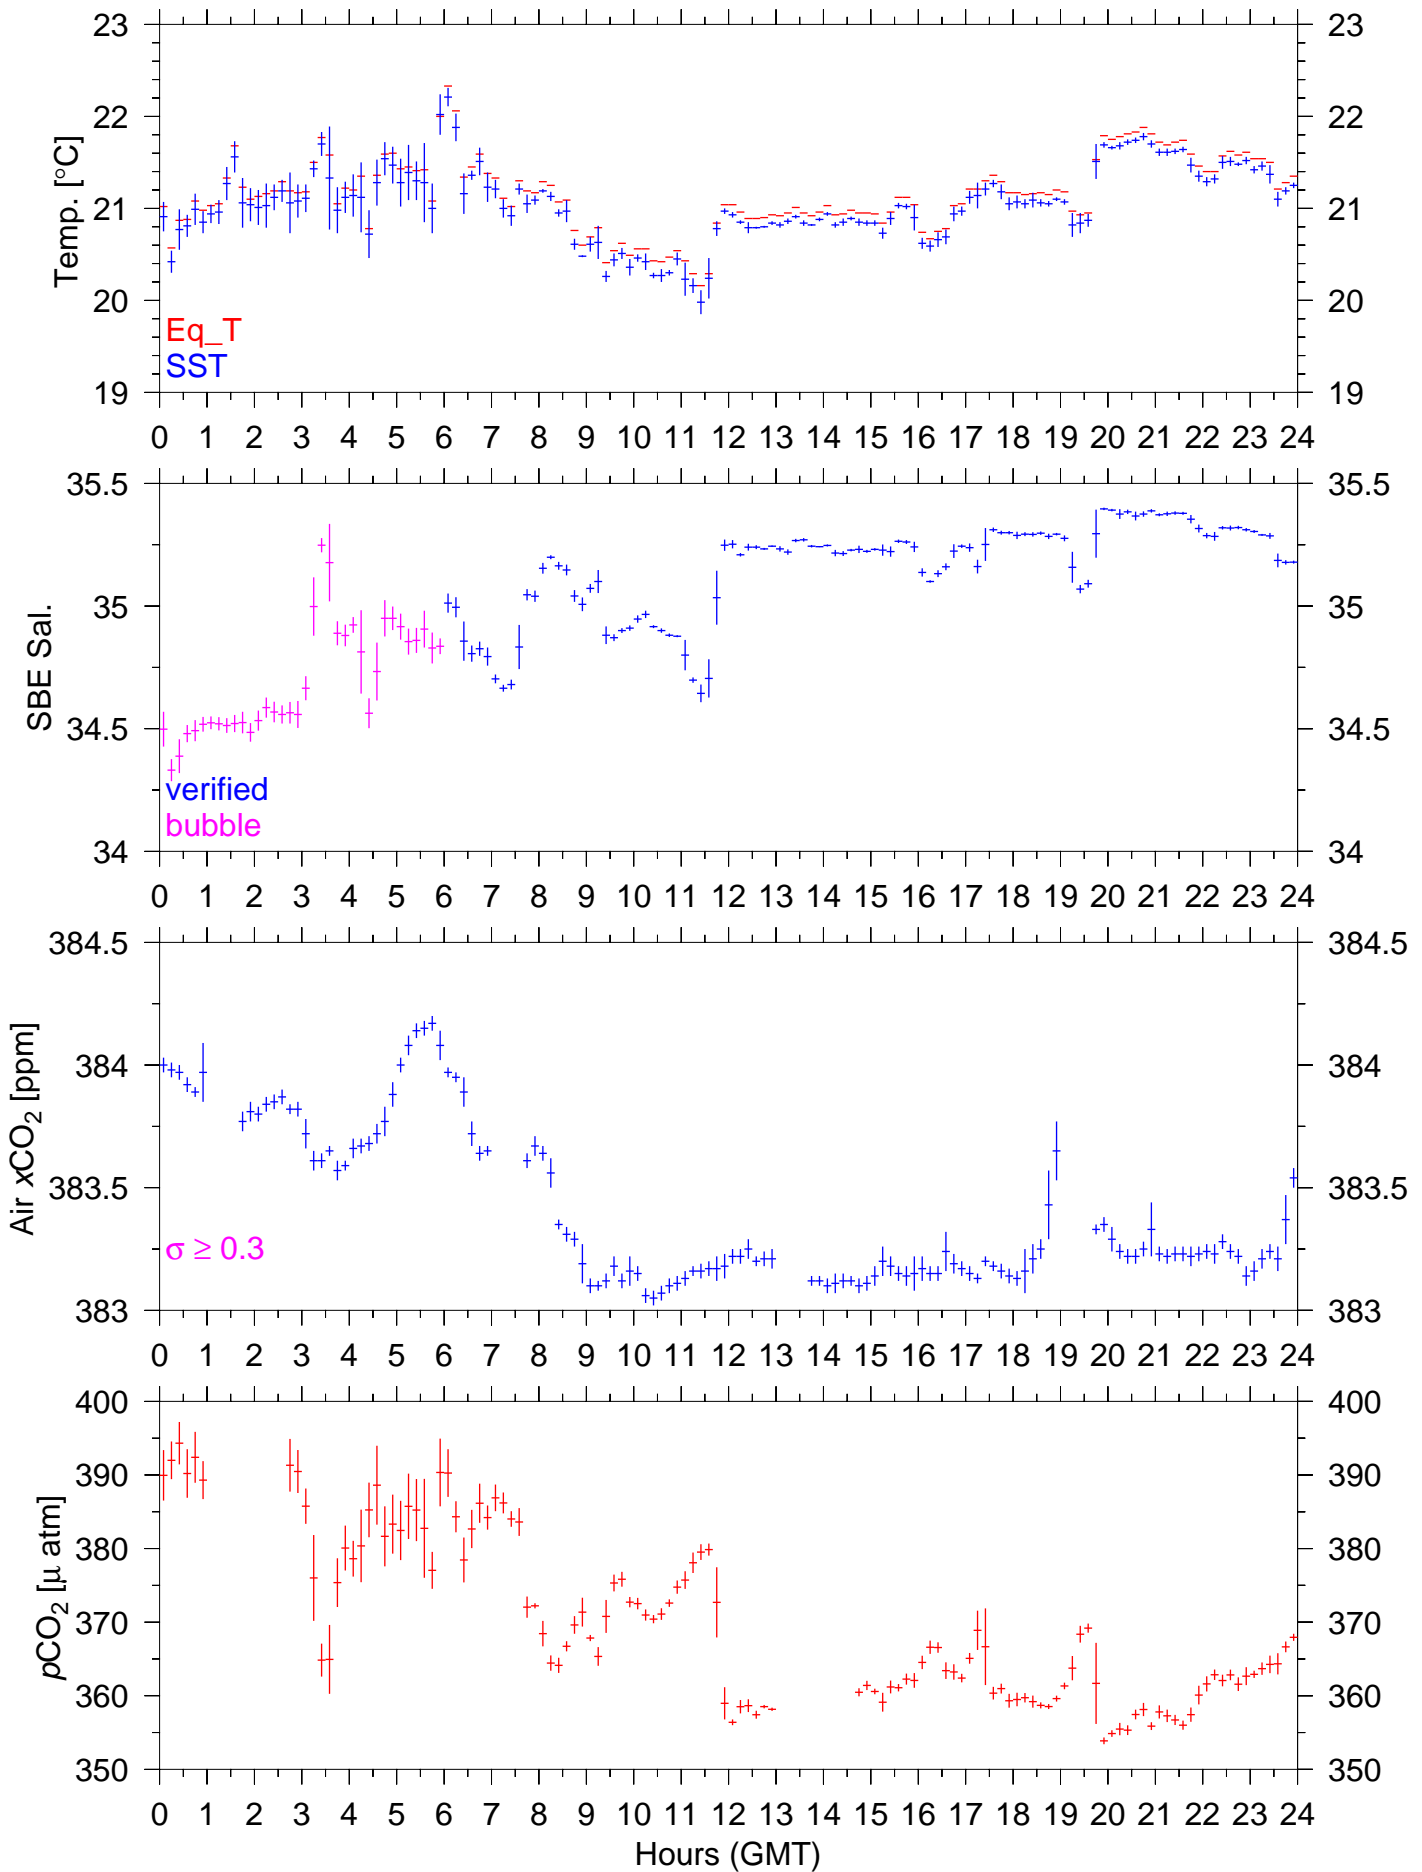 23 23
22 22
Temp. [°C]
21 21
20 20
Eq_T
SST
19 19
0 1 2 3 4 5 6 7 8 9 10 11 12 13 14 15 16 17 18 19 20 21 22 23 24
35.5 35.5
SBE Sal.
35 35
34.5 34.5
verified
bubble
34 34
0 1 2 3 4 5 6 7 8 9 10 11 12 13 14 15 16 17 18 19 20 21 22 23 24
384.5 384.5
Air xCO₂ [ppm]
384 384
383.5 383.5
σ ≥ 0.3
383 383
0 1 2 3 4 5 6 7 8 9 10 11 12 13 14 15 16 17 18 19 20 21 22 23 24
400 400
390 390
pCO₂ [μ atm]
380 380
370 370
360 360
350 350
0 1 2 3 4 5 6 7 8 9 10 11 12 13 14 15 16 17 18 19 20 21 22 23 24
Hours (GMT)